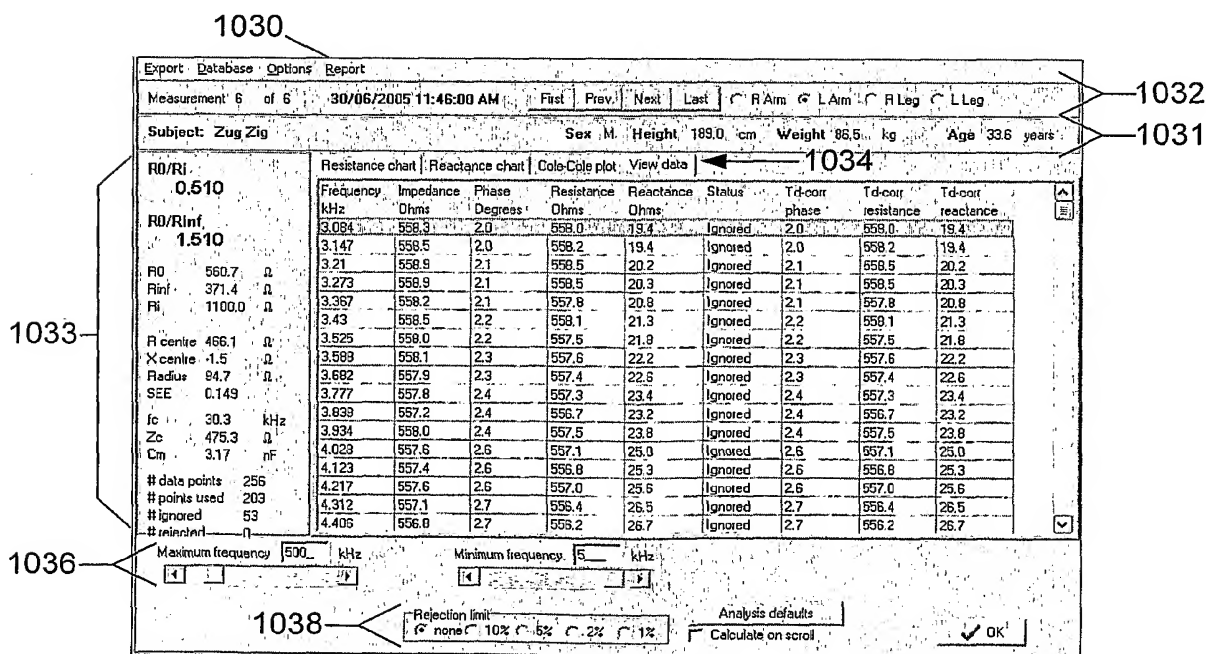 1030
Export Database Options Report
Measurement 6 of 6 30/06/2005 11:46:00 AM First Prev Next Last R Arm L Arm R Leg L Leg
1032
Subject: Zug Zig Sex M Height 189.0 cm Weight 86.5 kg Age 33.6 years
1031
R0/Ri
0.510
R0/RInf
1.510
R0 560.7 Ω
Rinf 371.4 Ω
Ri 1100.0 Ω
R centre 466.1 Ω
X centre -1.5 Ω
Radius 94.7 Ω
SEE 0.149
fc 30.3 kHz
Zc 475.3 Ω
Cm 3.17 nF
# data points 256
# points used 203
# ignored 53
# rejected 0
1033
Resistance chart Reactance chart Cole-Cole plot View data
1034
Frequency Impedance Phase Resistance Reactance Status Td-corr Td-corr Td-corr
kHz Ohms Degrees Ohms Ohms phase resistance reactance
3.084 558.3 2.0 558.0 19.4 Ignored 2.0 558.0 19.4
3.147 558.5 2.0 558.2 19.4 Ignored 2.0 558.2 19.4
3.21 558.9 2.1 558.5 20.2 Ignored 2.1 558.5 20.2
3.273 558.9 2.1 558.5 20.3 Ignored 2.1 558.5 20.3
3.367 558.2 2.1 557.8 20.8 Ignored 2.1 557.8 20.8
3.43 558.5 2.2 558.1 21.3 Ignored 2.2 558.1 21.3
3.525 558.0 2.2 557.5 21.8 Ignored 2.2 557.5 21.8
3.588 558.1 2.3 557.6 22.2 Ignored 2.3 557.6 22.2
3.682 557.9 2.3 557.4 22.6 Ignored 2.3 557.4 22.6
3.777 557.8 2.4 557.3 23.4 Ignored 2.4 557.3 23.4
3.839 557.2 2.4 556.7 23.2 Ignored 2.4 556.7 23.2
3.934 558.0 2.4 557.5 23.8 Ignored 2.4 557.5 23.8
4.028 557.6 2.6 557.1 25.0 Ignored 2.6 557.1 25.0
4.123 557.4 2.6 556.8 25.3 Ignored 2.6 556.8 25.3
4.217 557.6 2.6 557.0 25.6 Ignored 2.6 557.0 25.6
4.312 557.1 2.7 556.4 26.5 Ignored 2.7 556.4 26.5
4.406 556.8 2.7 556.2 26.7 Ignored 2.7 556.2 26.7
1036
Maximum frequency 500_ kHz Minimum frequency 5__ kHz
1038
Rejection limit
none 10% 5% 2% 1%
Analysis defaults
Calculate on scroll
OK